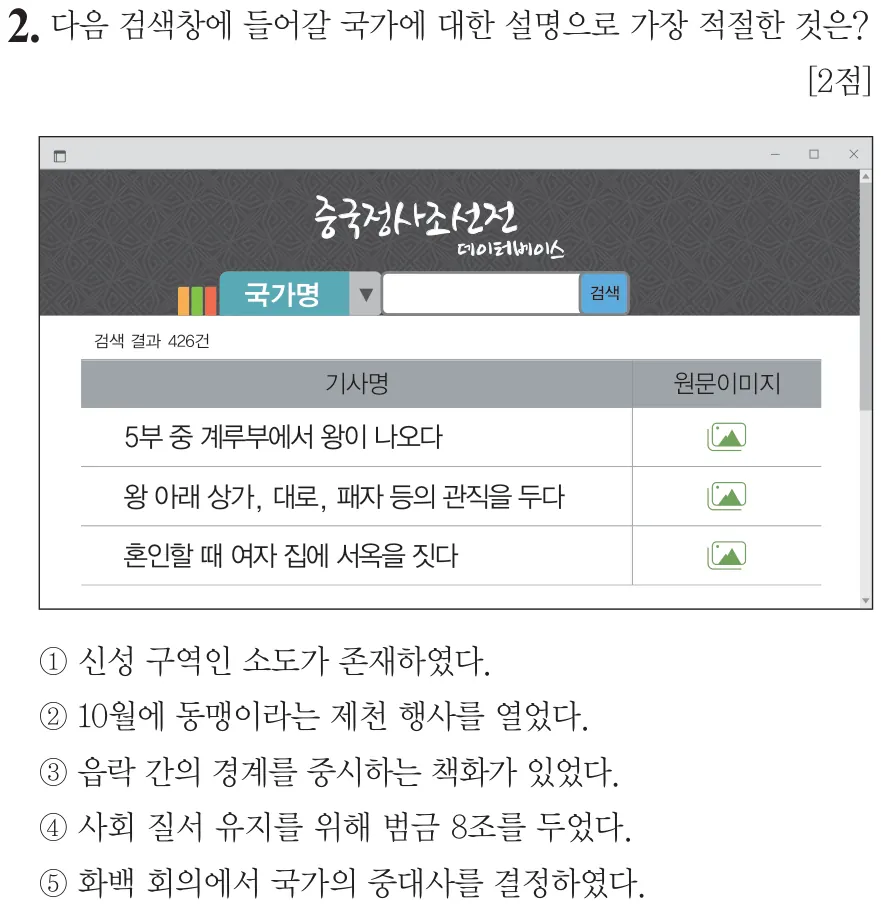 2. 다음 검색창에 들어갈 국가에 대한 설명으로 가장 적절한 것은?
[2점]
중국정사조선전
데이터베이스
국가명 ▼ 검색
검색 결과 426건
기사명 원문이미지
5부 중 계루부에서 왕이 나오다
왕 아래 상가, 대로, 패자 등의 관직을 두다
혼인할 때 여자 집에 서옥을 짓다
① 신성 구역인 소도가 존재하였다.
② 10월에 동맹이라는 제천 행사를 열었다.
③ 읍락 간의 경계를 중시하는 책화가 있었다.
④ 사회 질서 유지를 위해 범금 8조를 두었다.
⑤ 화백 회의에서 국가의 중대사를 결정하였다.